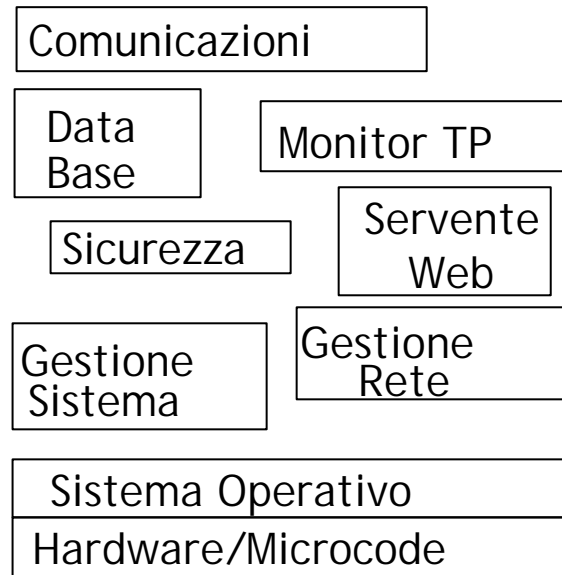 Comunicazioni
Data
Base
Monitor TP
Sicurezza
Servente
Web
Gestione
Sistema
Gestione
Rete
Sistema Operativo
Hardware/Microcode